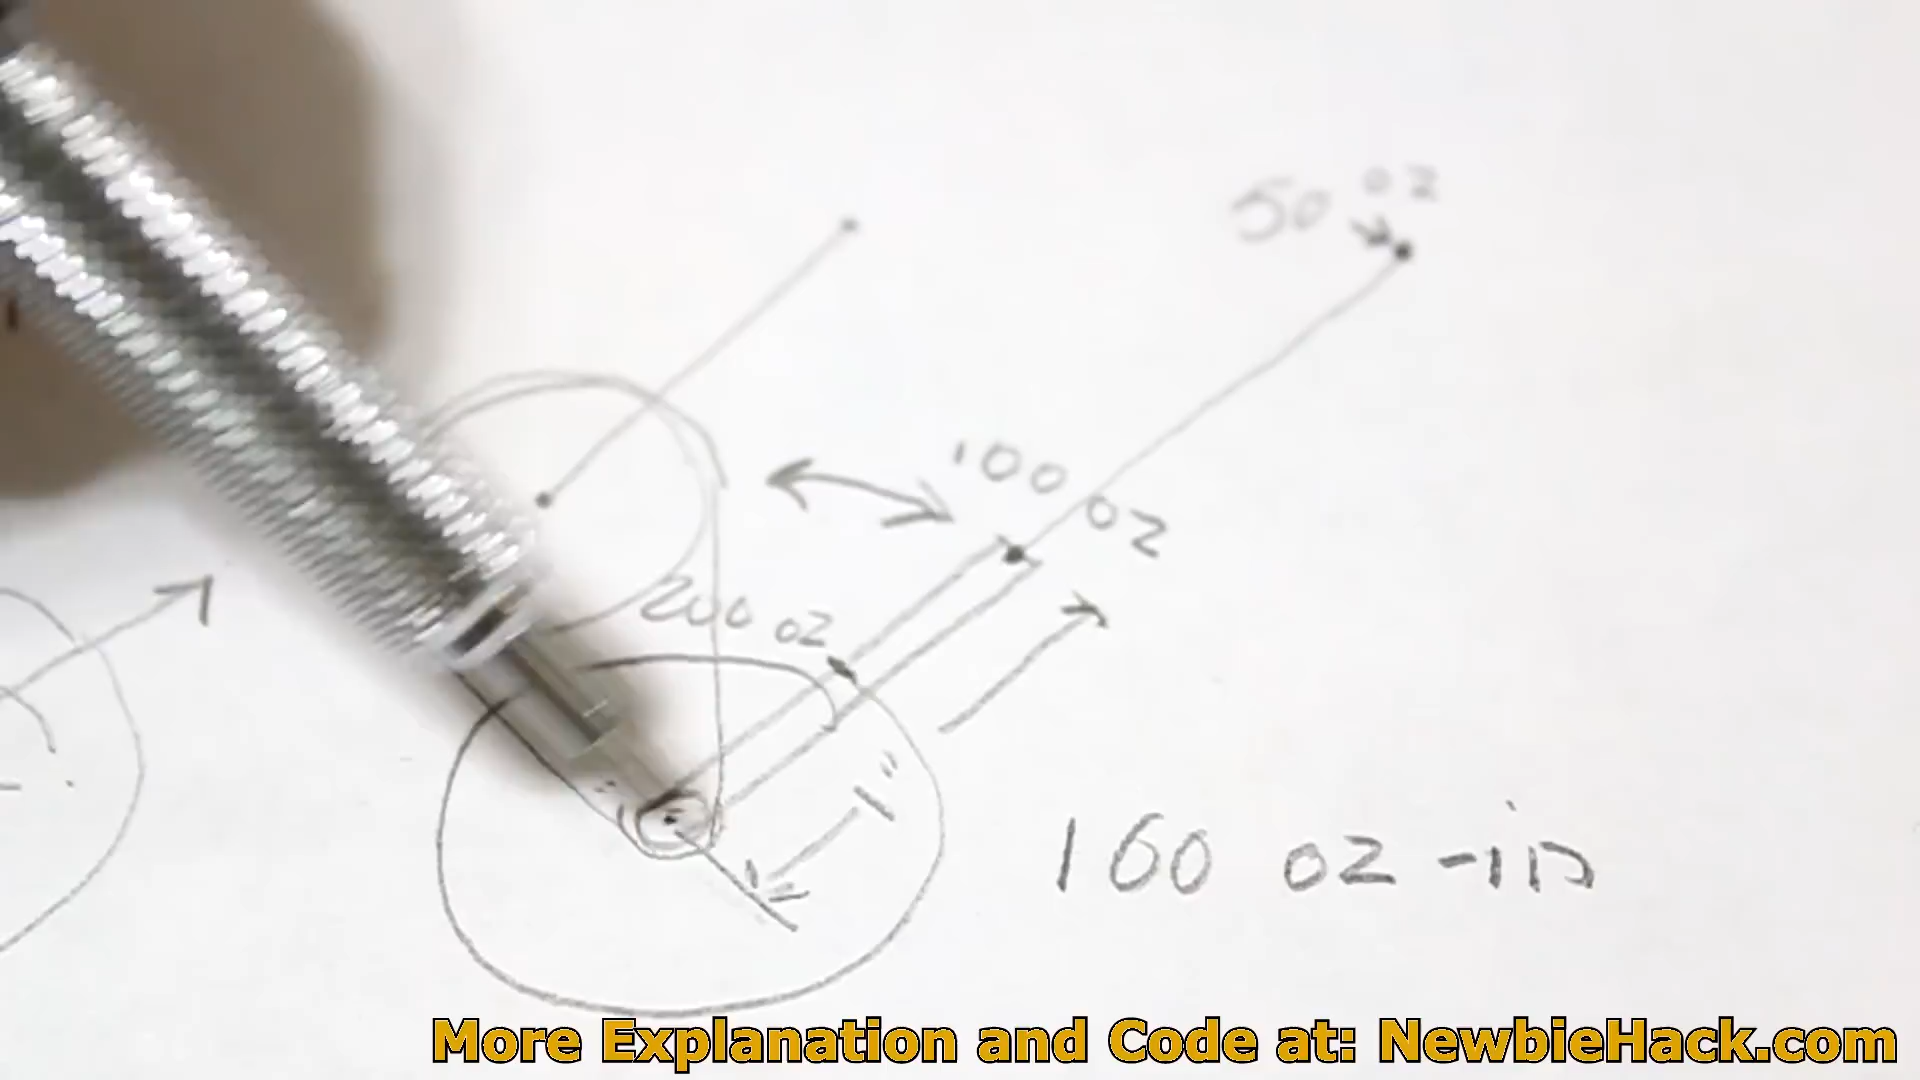 50 oz
100 oz
200 oz
1"
100 oz-in
More Explanation and Code at: NewbieHack.com